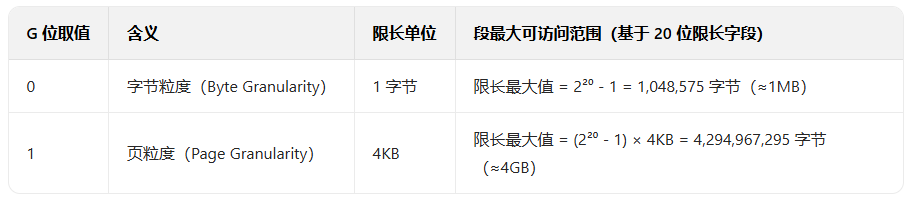 G 位取值 含义 限长单位 段最大可访问范围（基于 20 位限长字段）
0 字节粒度（Byte Granularity） 1 字节 限长最大值 = 2²⁰ - 1 = 1,048,575 字节（≈1MB）
1 页粒度（Page Granularity） 4KB 限长最大值 = (2²⁰ - 1) × 4KB = 4,294,967,295 字节
（≈4GB）